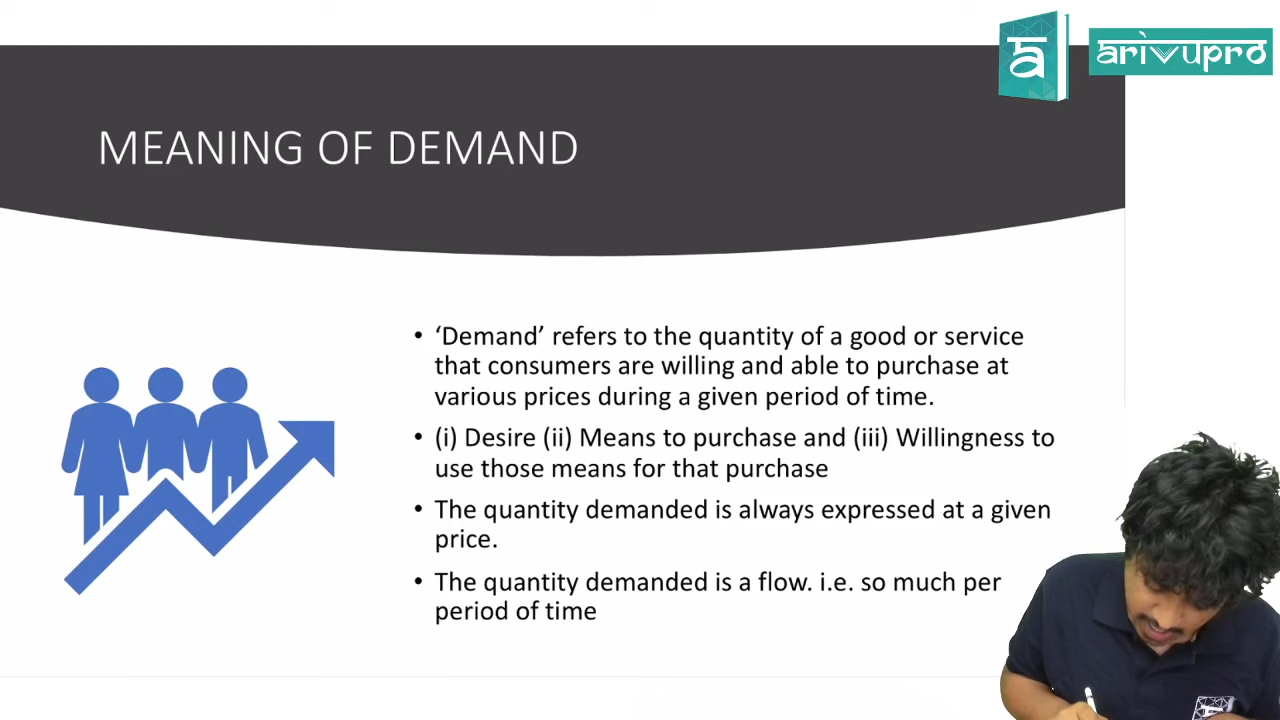 a
arivupro
MEANING OF DEMAND
• ‘Demand’ refers to the quantity of a good or service
that consumers are willing and able to purchase at
various prices during a given period of time.
• (i) Desire (ii) Means to purchase and (iii) Willingness to
use those means for that purchase
• The quantity demanded is always expressed at a given
price.
• The quantity demanded is a flow. i.e. so much per
period of time